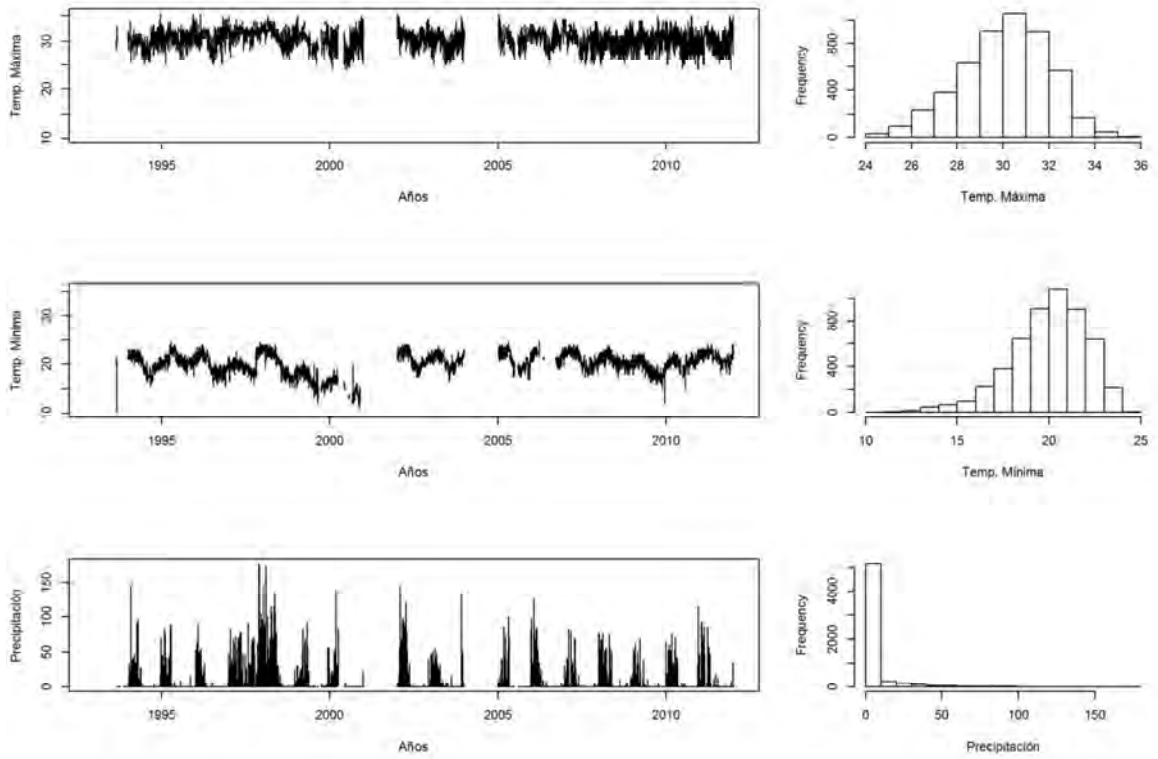 Temp. Máxima
10 20 30
1995 2000 2005 2010
Años
Frequency
0 400 800
24 26 28 30 32 34 36
Temp. Máxima
Temp. Mínima
10 20 30
1995 2000 2005 2010
Años
Frequency
0 400 800
10 15 20 25
Temp. Mínima
Precipitación
0 50 100 150
1995 2000 2005 2010
Años
Frequency
0 2000 4000
0 50 100 150
Precipitación